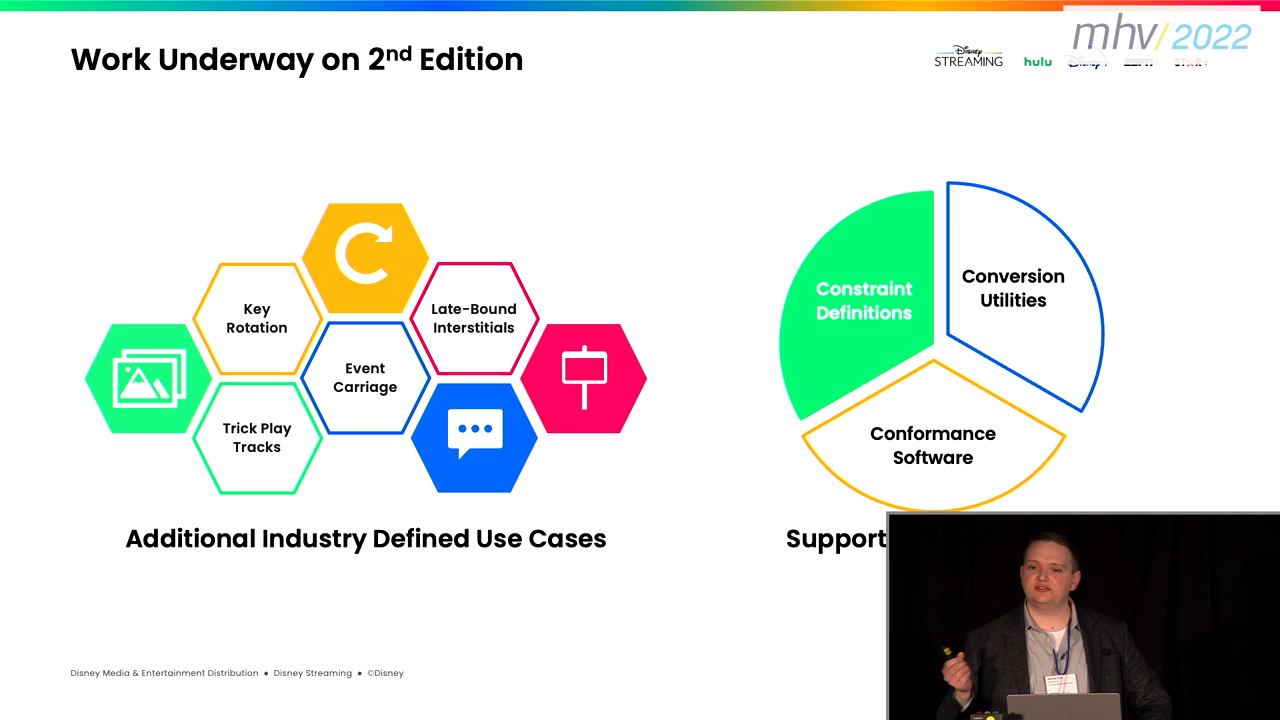 Work Underway on 2nd Edition
mhv/2022
Disney
STREAMING
hulu
Disney+
Key
Rotation
Late-Bound
Interstitials
Event
Carriage
Trick Play
Tracks
Constraint
Definitions
Conversion
Utilities
Conformance
Software
Additional Industry Defined Use Cases
Support
Disney Media & Entertainment Distribution ● Disney Streaming ● ©Disney